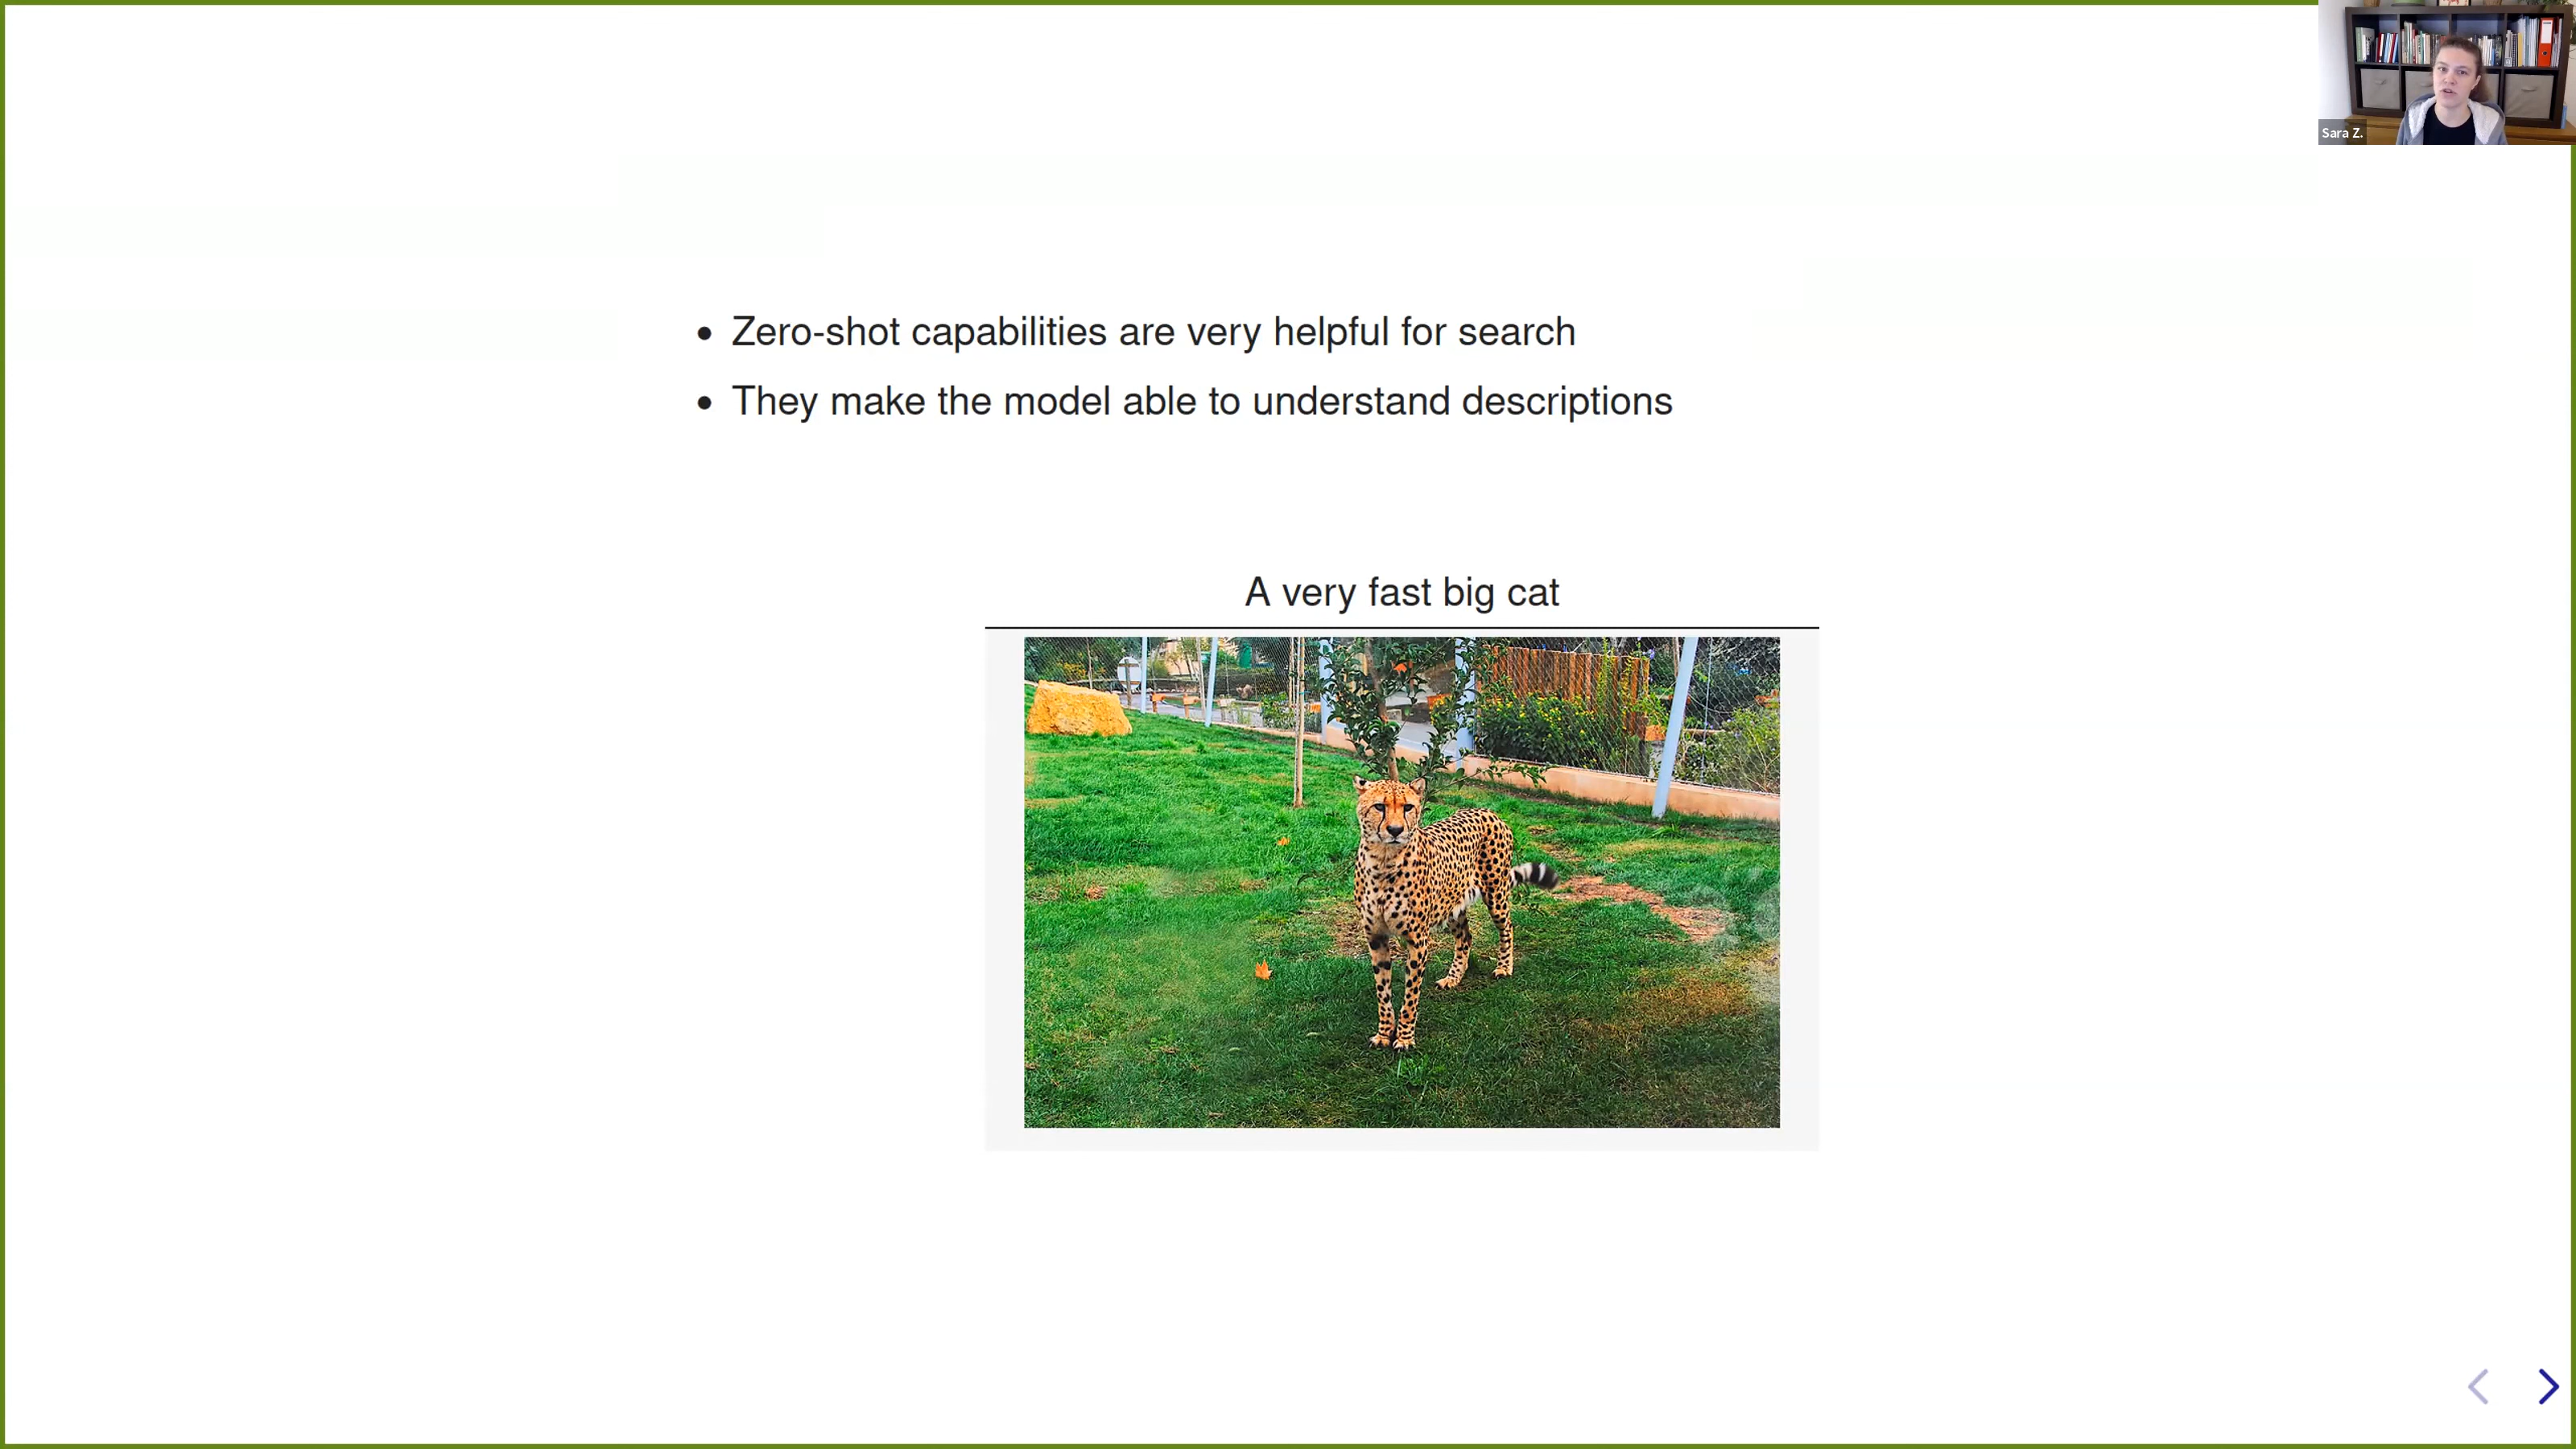 Sara Z.
Zero-shot capabilities are very helpful for search
They make the model able to understand descriptions
A very fast big cat